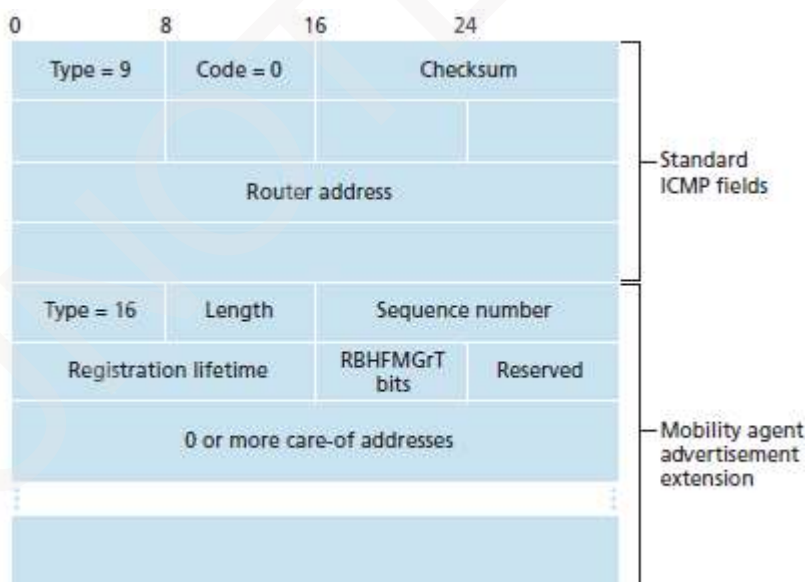 0 8 16 24
Type = 9 Code = 0 Checksum
Router address
Standard
ICMP fields
Type = 16 Length Sequence number
Registration lifetime RBHFMGrT
bits Reserved
0 or more care-of addresses
Mobility agent
advertisement
extension